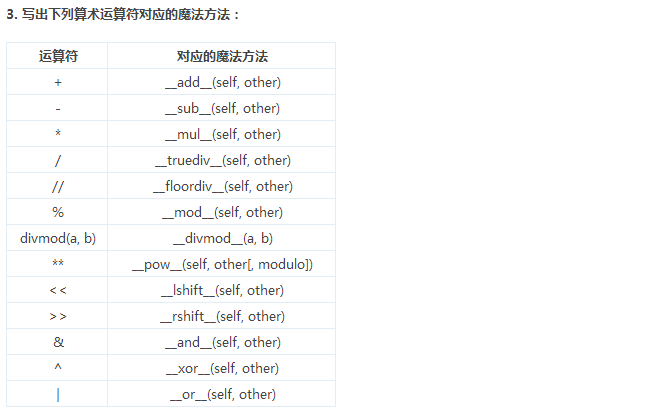 3. 写出下列算术运算符对应的魔法方法：
运算符 对应的魔法方法
+ __add__(self, other)
- __sub__(self, other)
* __mul__(self, other)
/ __truediv__(self, other)
// __floordiv__(self, other)
% __mod__(self, other)
divmod(a, b) __divmod__(a, b)
** __pow__(self, other[, modulo])
<< __lshift__(self, other)
>> __rshift__(self, other)
& __and__(self, other)
^ __xor__(self, other)
| __or__(self, other)